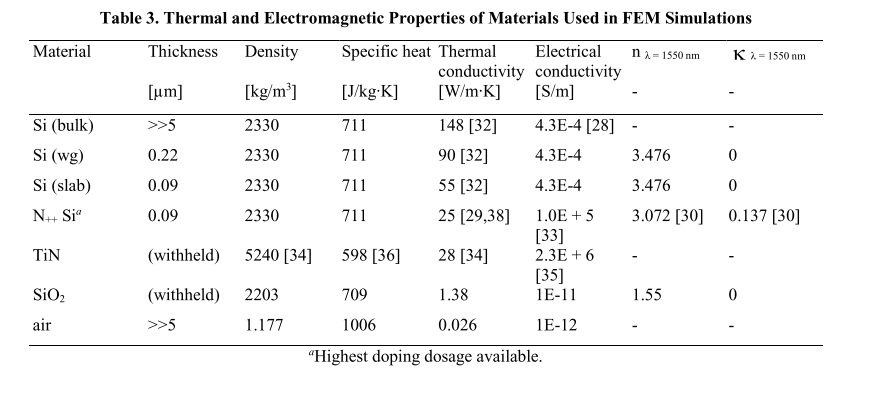 Table 3. Thermal and Electromagnetic Properties of Materials Used in FEM Simulations
Material Thickness Density Specific heat Thermal conductivity Electrical conductivity n λ = 1550 nm κ λ = 1550 nm
[µm] [kg/m³] [J/kg·K] [W/m·K] [S/m] - -
Si (bulk) >>5 2330 711 148 [32] 4.3E-4 [28] - -
Si (wg) 0.22 2330 711 90 [32] 4.3E-4 3.476 0
Si (slab) 0.09 2330 711 55 [32] 4.3E-4 3.476 0
N₊₊ Siᵃ 0.09 2330 711 25 [29,38] 1.0E + 5 [33] 3.072 [30] 0.137 [30]
TiN (withheld) 5240 [34] 598 [36] 28 [34] 2.3E + 6 [35] - -
SiO₂ (withheld) 2203 709 1.38 1E-11 1.55 0
air >>5 1.177 1006 0.026 1E-12 - -
ᵃHighest doping dosage available.